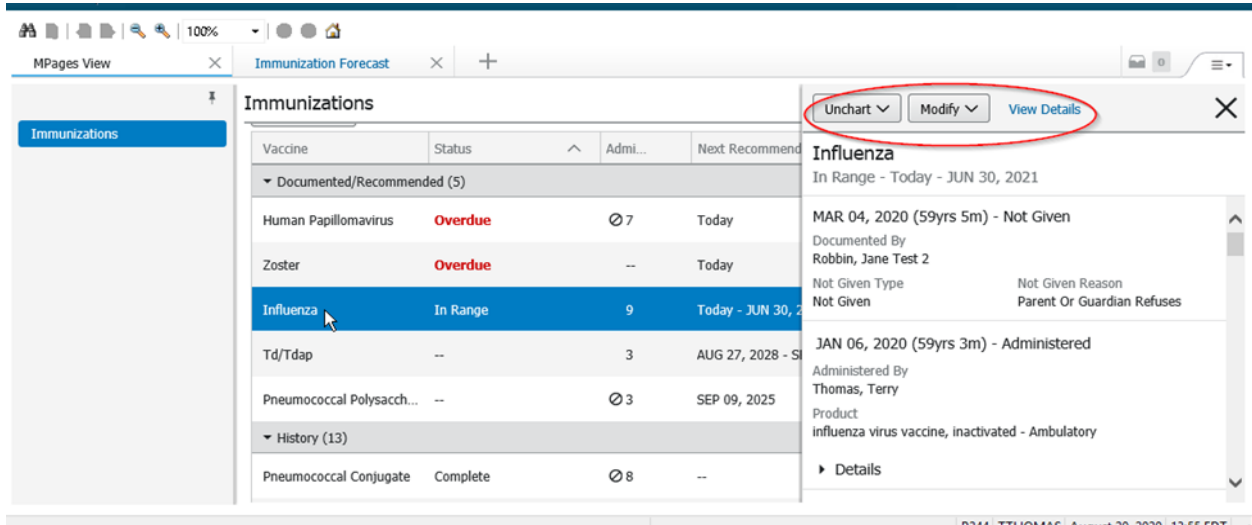 100%
MPages View
Immunization Forecast
0
Immunizations
Immunizations
Vaccine Status Admi... Next Recommend
Documented/Recommended (5)
Human Papillomavirus Overdue 7 Today
Zoster Overdue -- Today
Influenza In Range 9 Today - JUN 30, 2
Td/Tdap -- 3 AUG 27, 2028 - S
Pneumococcal Polysacch... -- 3 SEP 09, 2025
History (13)
Pneumococcal Conjugate Complete 8 --
Unchart Modify View Details
Influenza
In Range - Today - JUN 30, 2021
MAR 04, 2020 (59yrs 5m) - Not Given
Documented By
Robbin, Jane Test 2
Not Given Type Not Given Reason
Not Given Parent Or Guardian Refuses
JAN 06, 2020 (59yrs 3m) - Administered
Administered By
Thomas, Terry
Product
influenza virus vaccine, inactivated - Ambulatory
Details